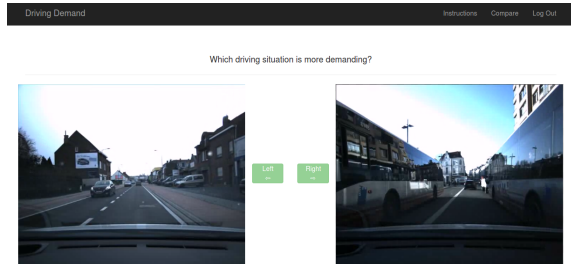 Driving Demand
Instructions Compare Log Out
Which driving situation is more demanding?
Left
Right